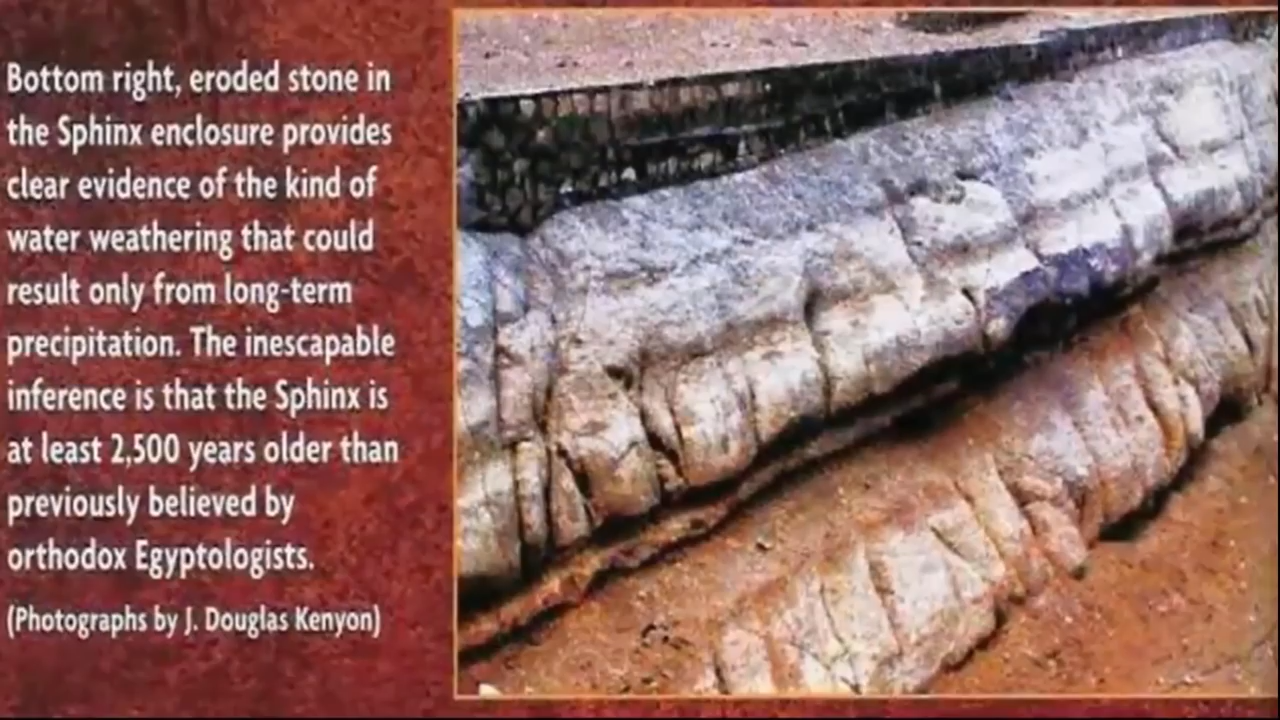 Bottom right, eroded stone in
the Sphinx enclosure provides
clear evidence of the kind of
water weathering that could
result only from long-term
precipitation. The inescapable
inference is that the Sphinx is
at least 2,500 years older than
previously believed by
orthodox Egyptologists.
(Photographs by J. Douglas Kenyon)